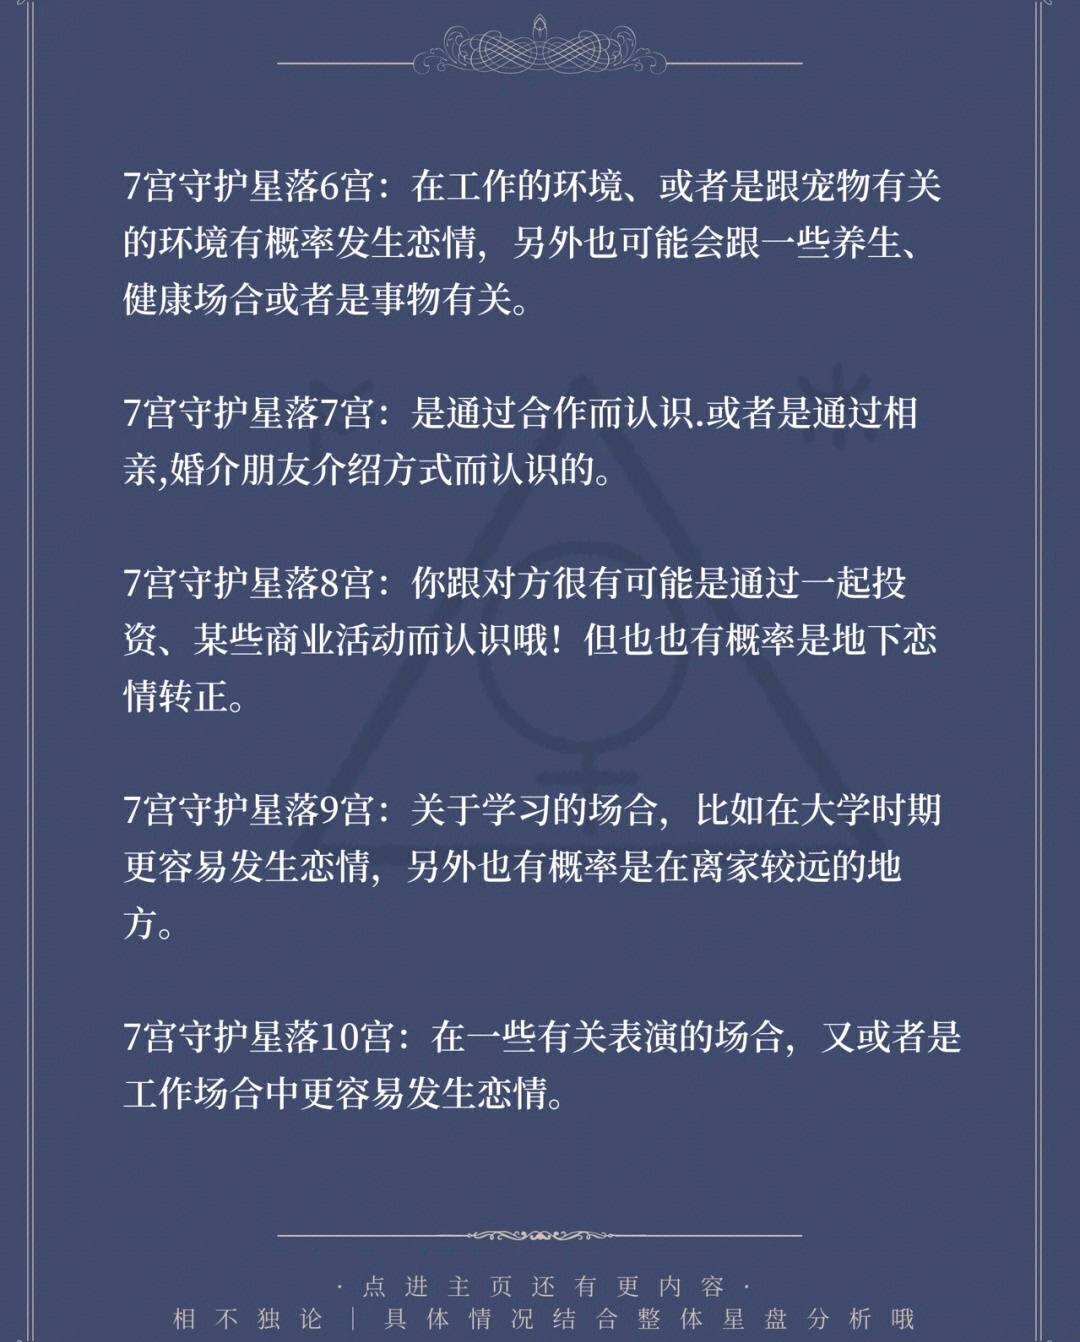 7宫守护星落6宫：在工作的环境、或者是跟宠物有关
的环境有概率发生恋情，另外也可能会跟一些养生、
健康场合或者是事物有关。
7宫守护星落7宫：是通过合作而认识.或者是通过相
亲,婚介朋友介绍方式而认识的。
7宫守护星落8宫：你跟对方很有可能是通过一起投
资、某些商业活动而认识哦！但也也有概率是地下恋
情转正。
7宫守护星落9宫：关于学习的场合，比如在大学时期
更容易发生恋情，另外也有概率是在离家较远的地
方。
7宫守护星落10宫：在一些有关表演的场合，又或者是
工作场合中更容易发生恋情。
· 点进主页还有更内容 ·
相不独论｜具体情况结合整体星盘分析哦